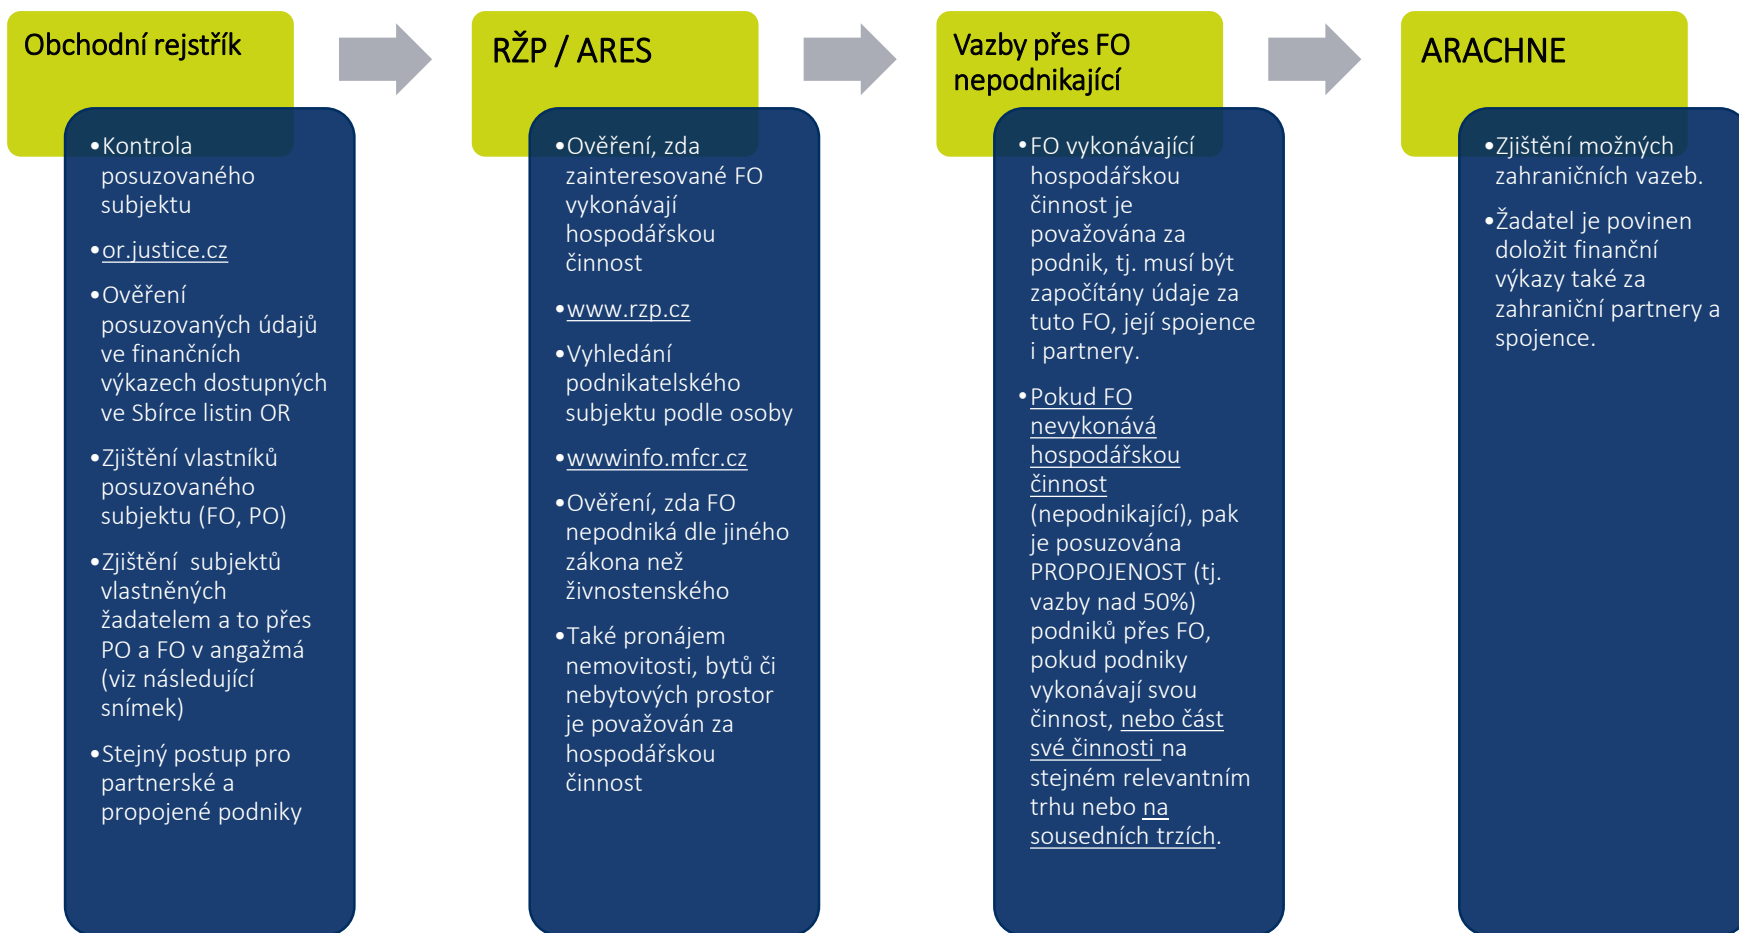 Obchodní rejstřík
•Kontrola
posuzovaného
subjektu
•or.justice.cz
•Ověření
posuzovaných údajů
ve finančních
výkazech dostupných
ve Sbírce listin OR
•Zjištění vlastníků
posuzovaného
subjektu (FO, PO)
•Zjištění subjektů
vlastněných
žadatelem a to přes
PO a FO v angažmá
(viz následující
snímek)
•Stejný postup pro
partnerské a
propojené podniky
RŽP / ARES
•Ověření, zda
zainteresované FO
vykonávají
hospodářskou
činnost
•www.rzp.cz
•Vyhledání
podnikatelského
subjektu podle osoby
•wwwinfo.mfcr.cz
•Ověření, zda FO
nepodniká dle jiného
zákona než
živnostenského
•Také pronájem
nemovitosti, bytů či
nebytových prostor
je považován za
hospodářskou
činnost
Vazby přes FO
nepodnikající
•FO vykonávající
hospodářskou
činnost je
považována za
podnik, tj. musí být
započítány údaje za
tuto FO, její spojence
i partnery.
•Pokud FO
nevykonává
hospodářskou
činnost
(nepodnikající), pak
je posuzována
PROPOJENOST (tj.
vazby nad 50%)
podniků přes FO,
pokud podniky
vykonávají svou
činnost, nebo část
své činnosti na
stejném relevantním
trhu nebo na
sousedních trzích.
ARACHNE
•Zjištění možných
zahraničních vazeb.
•Žadatel je povinen
doložit finanční
výkazy také za
zahraniční partnery a
spojence.